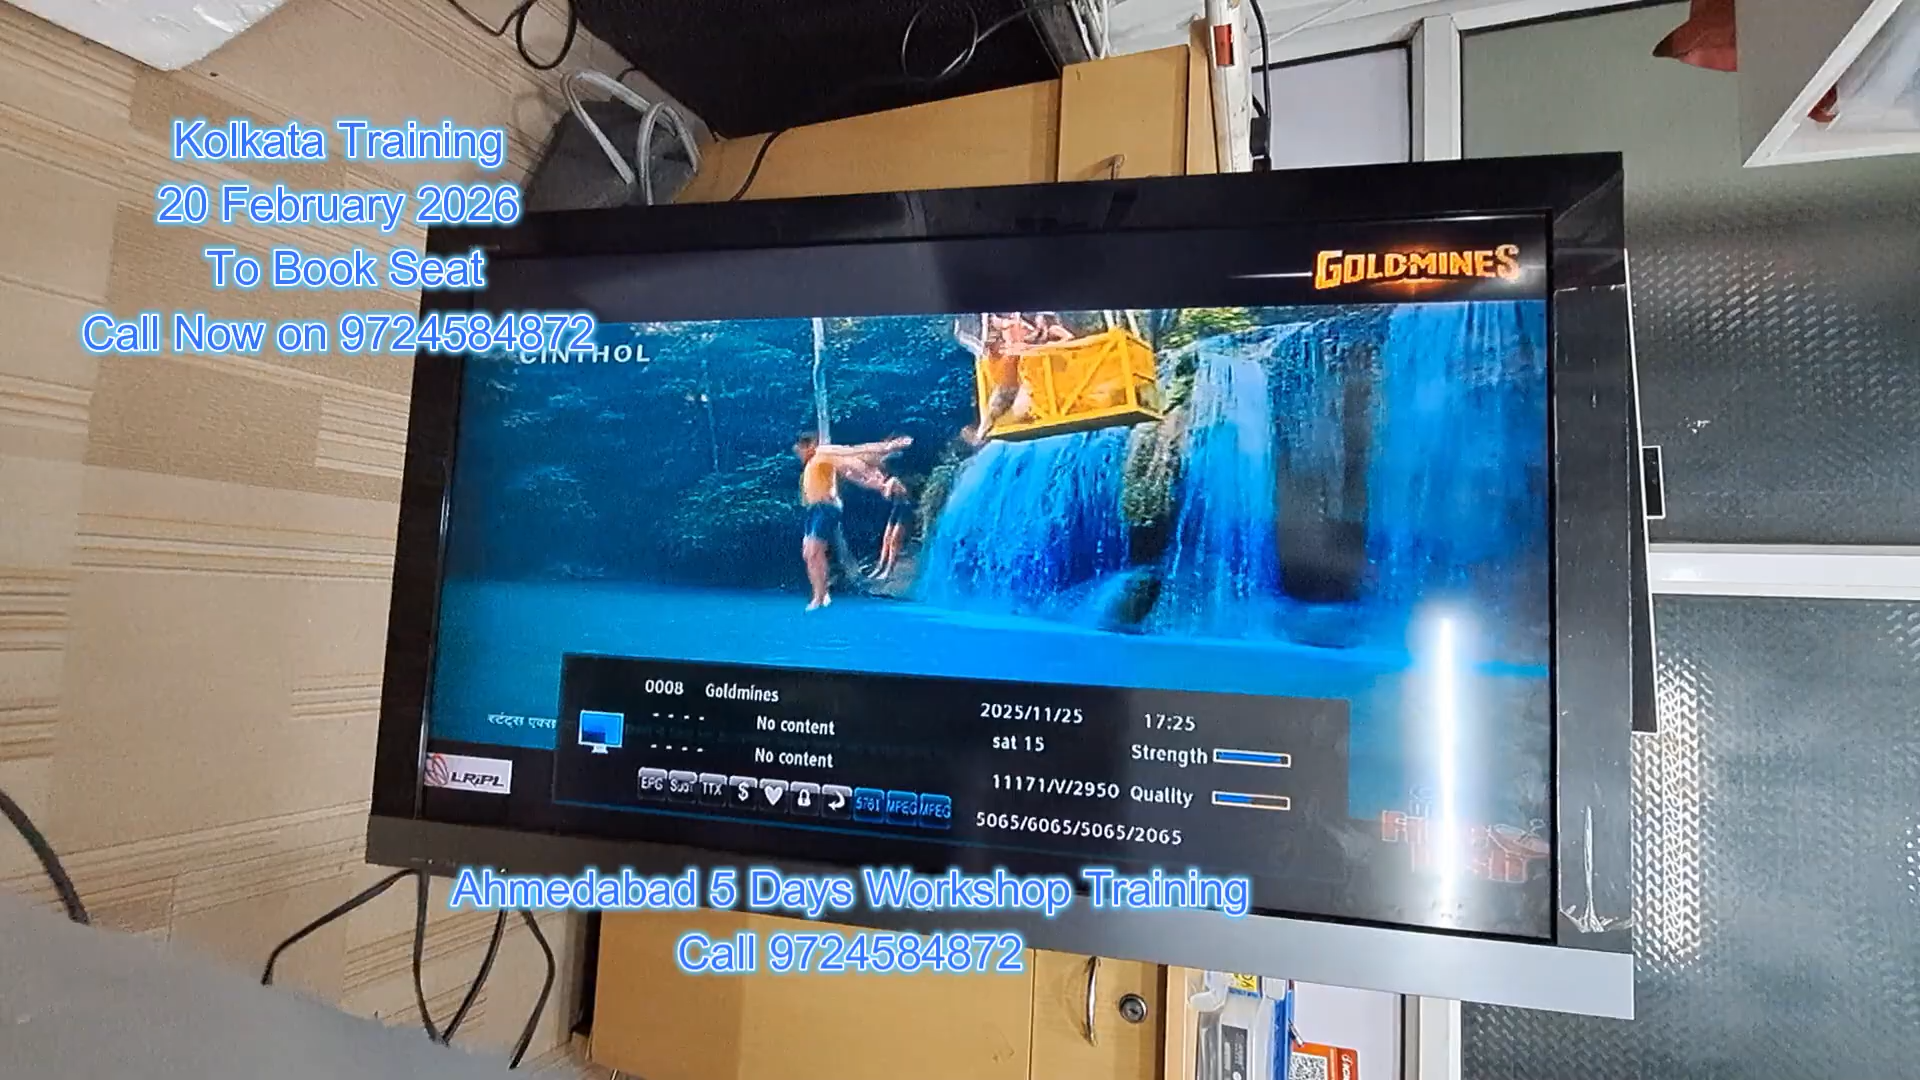 Kolkata Training
20 February 2026
To Book Seat
Call Now on 9724584872
GOLDMINES
CINTHOL
0008 Goldmines
2025/11/25 17:25
- - - - No content
sat 15 Strength
- - - - No content
11171/V/2950 Quality
EPG SubT TTX $ 576i MPEG MPEG
5065/6065/5065/2065
स्टंट्स
LRIPL
Ahmedabad 5 Days Workshop Training
Call 9724584872